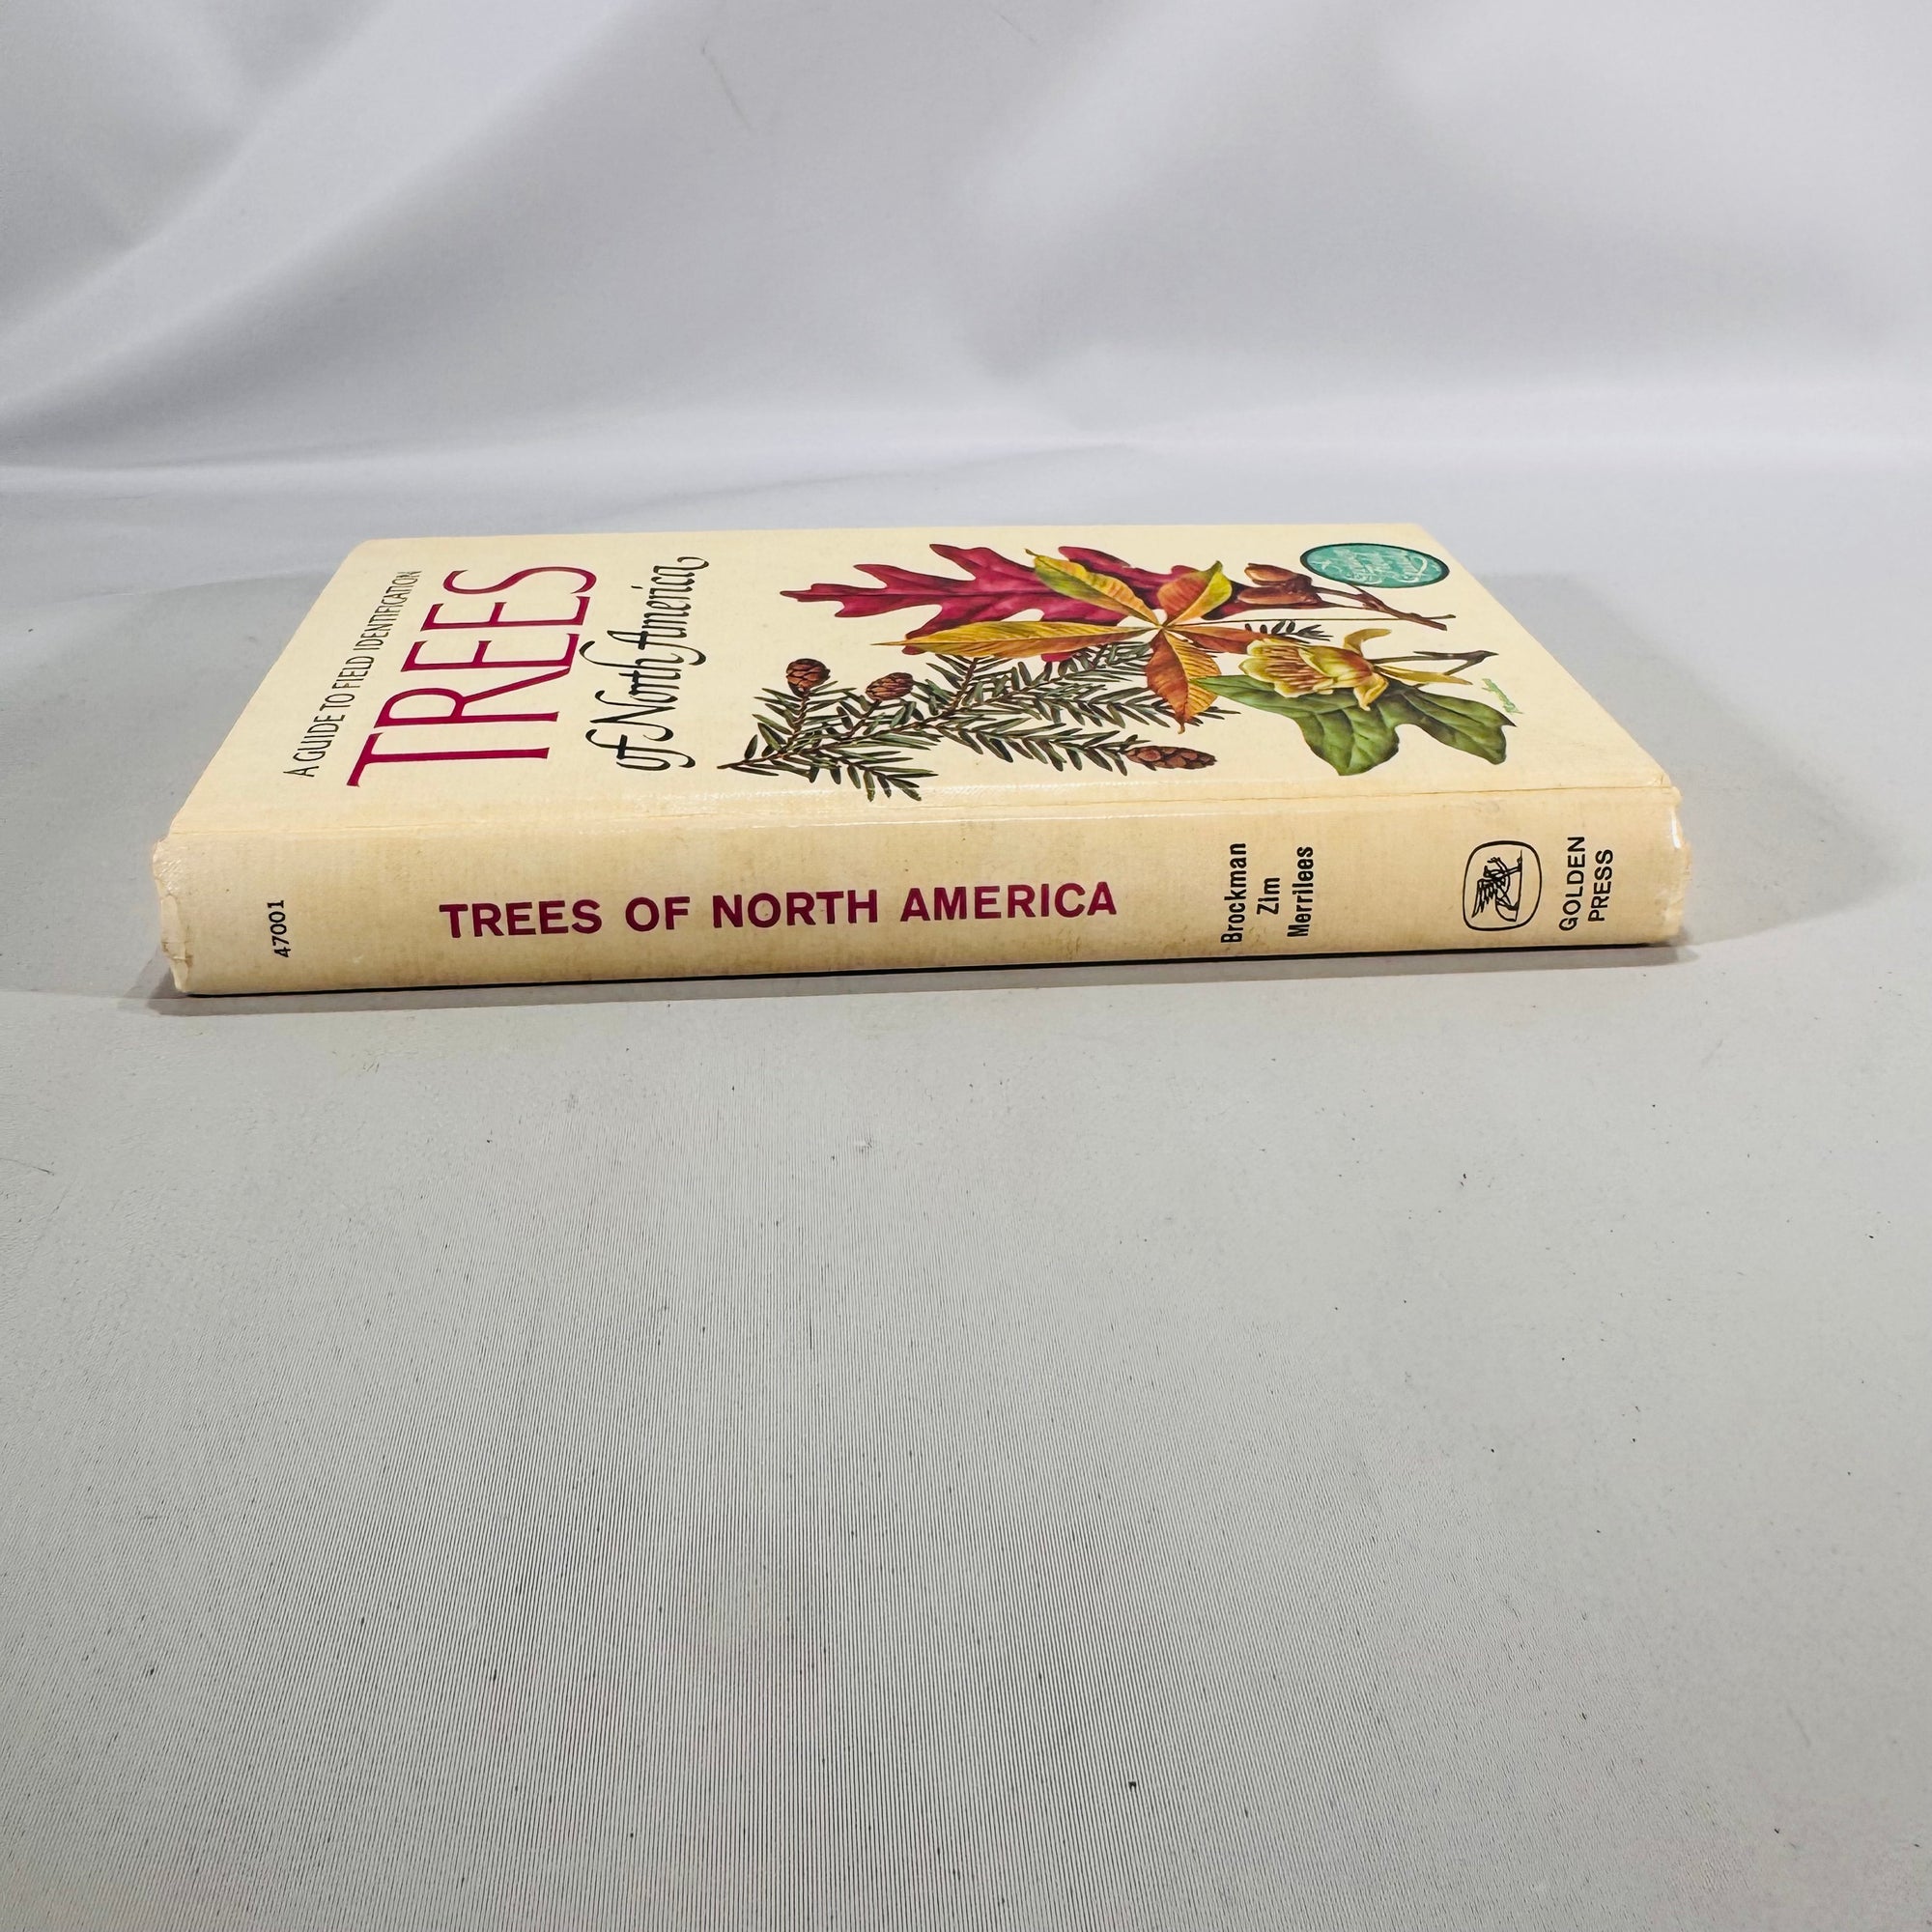 A GUIDE TO FIELD IDENTIFICATION
TREES
of North America
47001
TREES OF NORTH AMERICA
Brockman
Zim
Merrilees
GOLDEN
PRESS